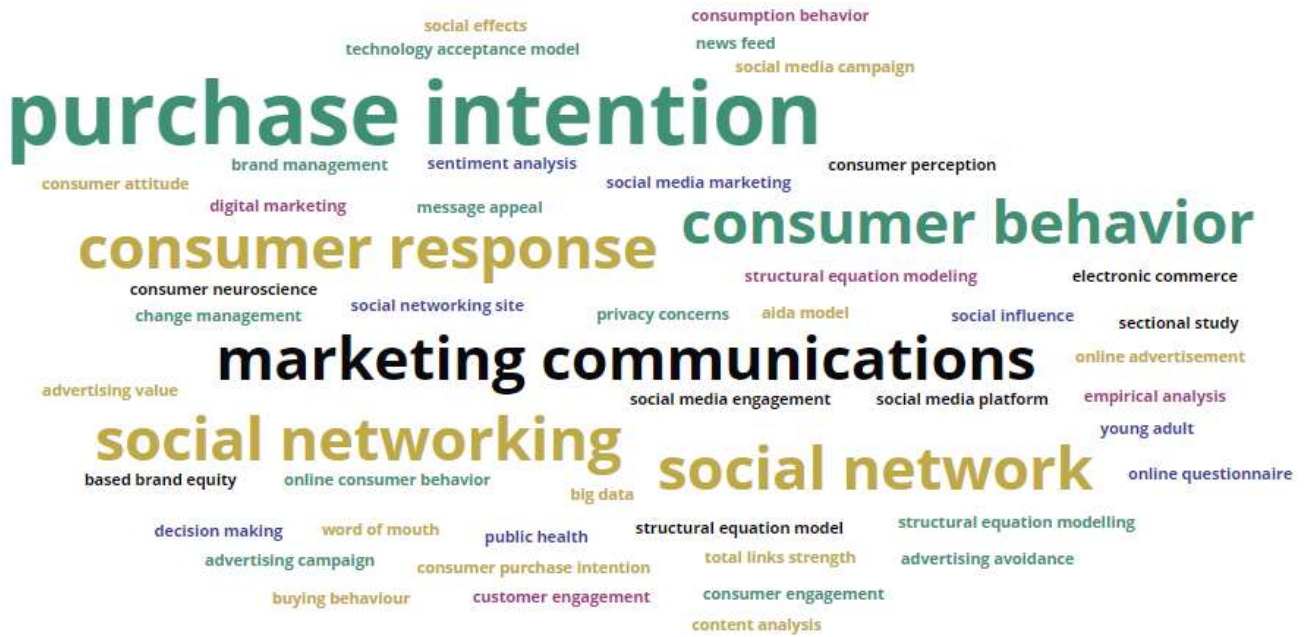 social effects
consumption behavior
technology acceptance model
news feed
social media campaign
purchase intention
brand management
sentiment analysis
consumer perception
consumer attitude
social media marketing
digital marketing
message appeal
consumer behavior
consumer response
structural equation modeling
electronic commerce
consumer neuroscience
social networking site
change management
privacy concerns
aida model
social influence
sectional study
marketing communications
online advertisement
advertising value
social media engagement
social media platform
empirical analysis
young adult
social networking
social network
online questionnaire
based brand equity
online consumer behavior
big data
decision making
word of mouth
public health
structural equation model
structural equation modelling
advertising campaign
consumer purchase intention
total links strength
advertising avoidance
buying behaviour
customer engagement
consumer engagement
content analysis